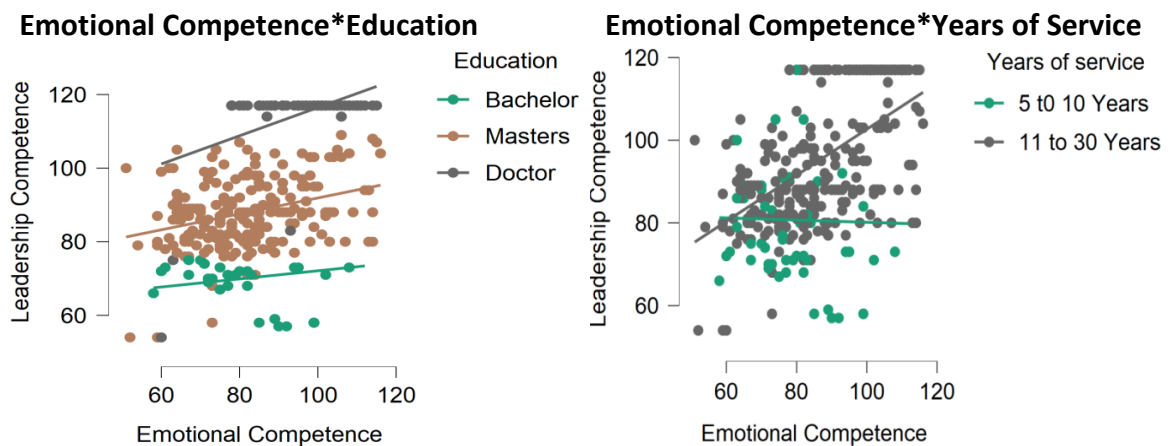 Emotional Competence*Education
Education
Bachelor
Masters
Doctor
120
100
80
60
Leadership Competence
60
80
100
120
Emotional Competence
Emotional Competence*Years of Service
Years of service
5 t0 10 Years
11 to 30 Years
120
100
80
60
Leadership Competence
60
80
100
120
Emotional Competence